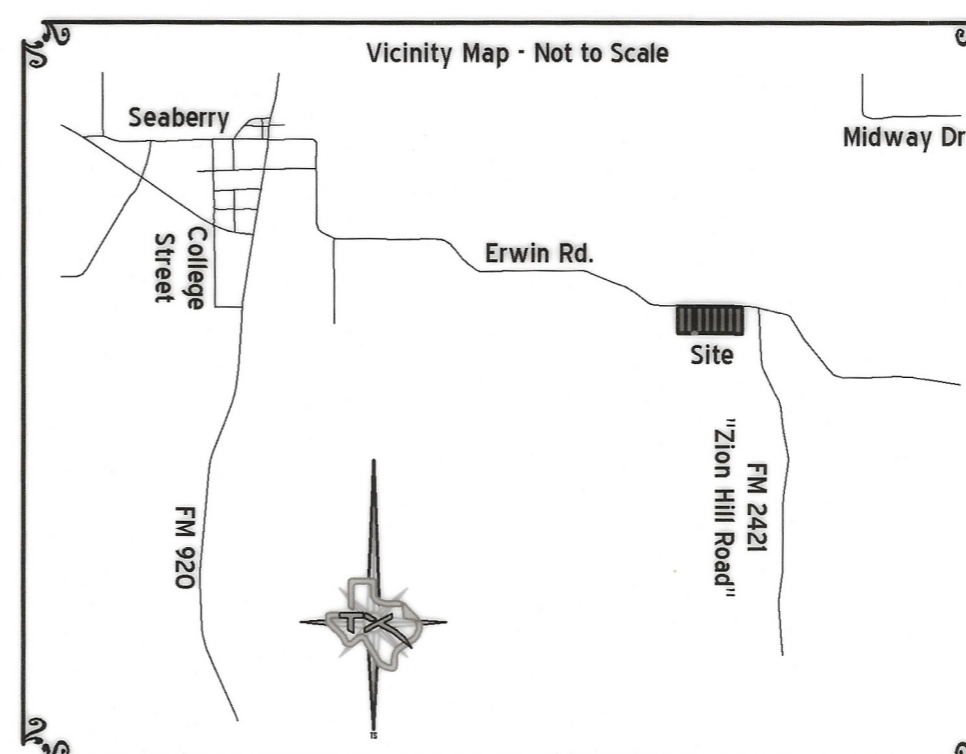 Vicinity Map - Not to Scale
Seaberry
Midway Dr
College
Street
Erwin Rd.
Site
FM 2421
"Zion Hill Road"
FM 920
TX